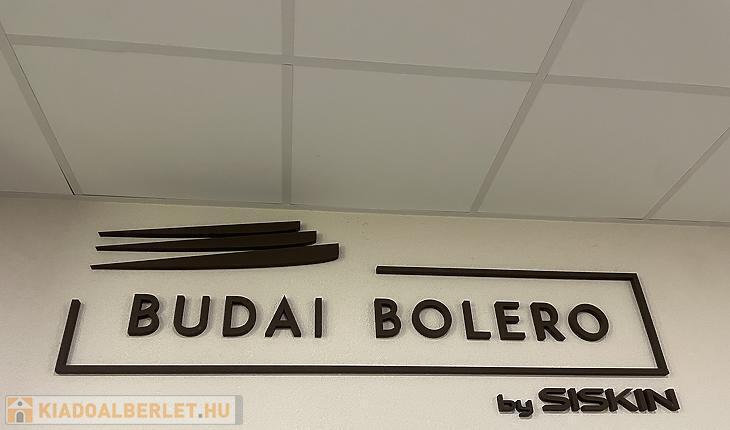 BUDAI BOLERO
by SISKIN
KIADOALBERLET.HU